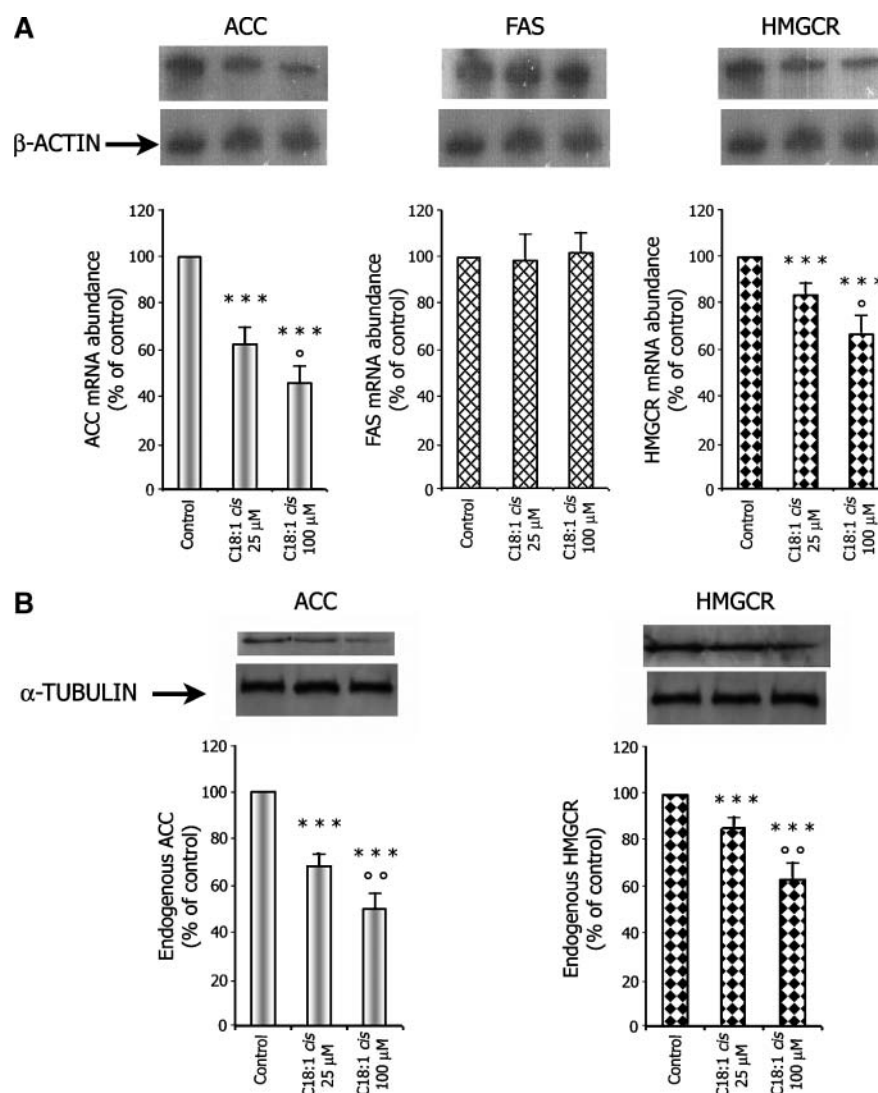 A
ACC FAS HMGCR
β-ACTIN
ACC mRNA abundance
(% of control)
120
100
80
60
40
20
0
* * *
* * *
°
Control
C18:1 cis
25 μM
C18:1 cis
100 μM
FAS mRNA abundance
(% of control)
120
100
80
60
40
20
0
Control
C18:1 cis
25 μM
C18:1 cis
100 μM
HMGCR mRNA abundance
(% of control)
120
100
80
60
40
20
0
* * *
* * *
°
Control
C18:1 cis
25 μM
C18:1 cis
100 μM
B
ACC HMGCR
α-TUBULIN
Endogenous ACC
(% of control)
120
100
80
60
40
20
0
* * *
* * *
° °
Control
C18:1 cis
25 μM
C18:1 cis
100 μM
Endogenous HMGCR
(% of control)
120
100
80
60
40
20
0
* * *
* * *
° °
Control
C18:1 cis
25 μM
C18:1 cis
100 μM